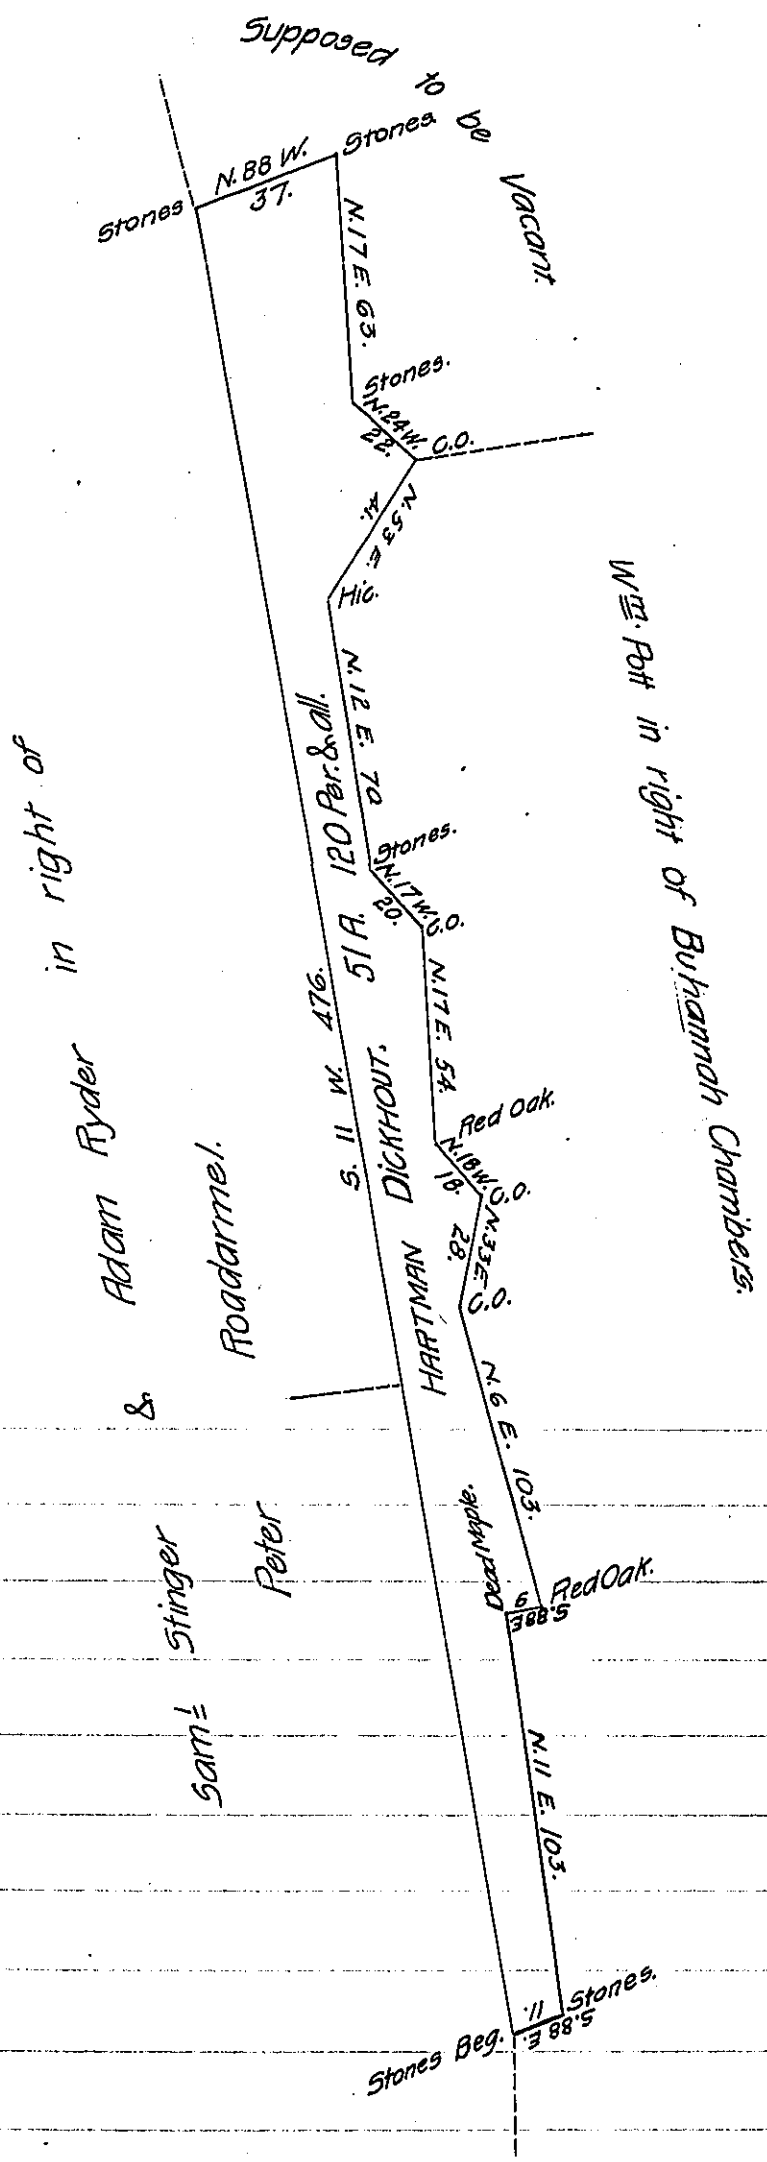 Supposed to be Vacant.
Stones
N. 88 W.
37.
Stones
N. 17 E. 63.
Stones.
N. 24 W.
22.
C.O.
N. 53 E.
41.
Hic.
N. 12 E. 70
Stones.
N. 17 W.
20.
C.O.
N. 17 E. 54.
Red Oak.
N. 18 W.
18.
C.O.
N. 33 E.
28.
C.O.
N. 6 E. 103.
Red Oak.
S. 88 E
9
Dead Maple.
N. 11 E. 103.
Stones.
S. 88 E.
11.
Stones Beg.
S. 11 W. 476.
HARTMAN DICKHOUT. 51 A. 120 Per. & all.
Wm. Pott in right of Buhannah Chambers.
Saml Stinger & Adam Ryder in right of
Peter Roadarmel.